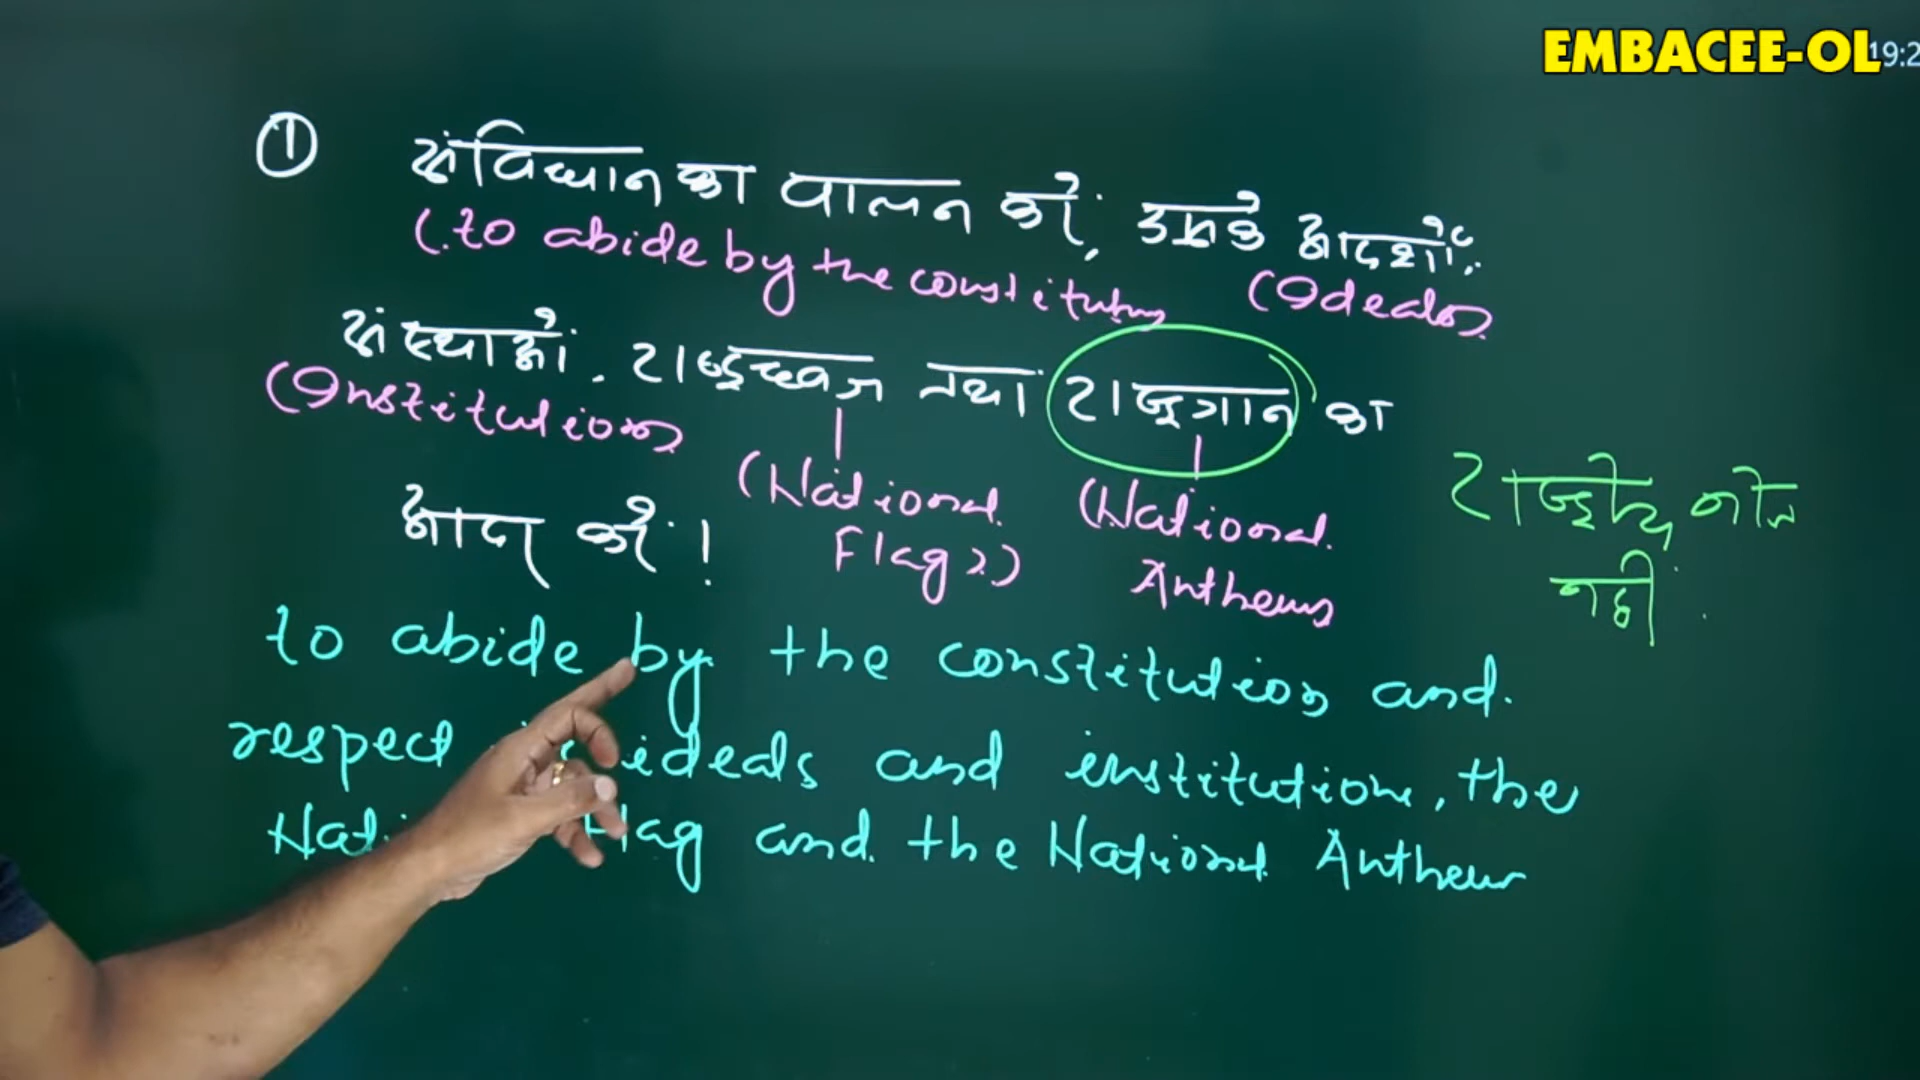 EMBACEE-OL
19:2
① संविधान का पालन करें, उसके आदर्शों,
(to abide by the constitution (Ideals)
संस्थाओं, राष्ट्रध्वज तथा राष्ट्रगान का
(Institutions)
(National Flag) (National Anthem
राष्ट्रीय गीत
नहीं
आदर करें।
to abide by the constitution and
respect ideals and institution, the
Nati flag and the National Anthem